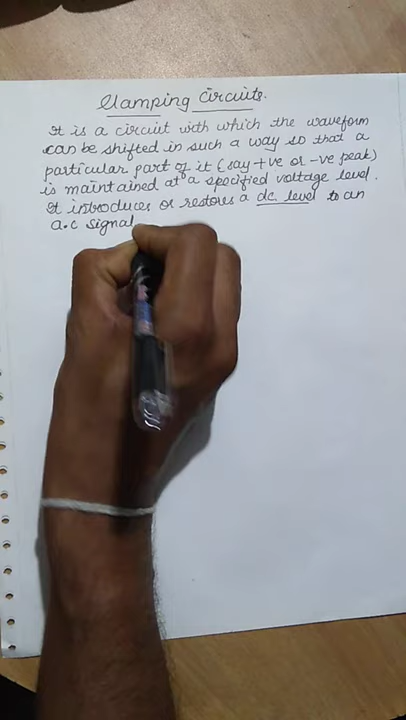 Clamping Circuits.
It is a circuit with which the waveform
can be shifted in such a way so that a
particular part of it (say +ve or -ve peak)
is maintained at a specified voltage level.
It introduces or restores a dc level to an
a.c signal